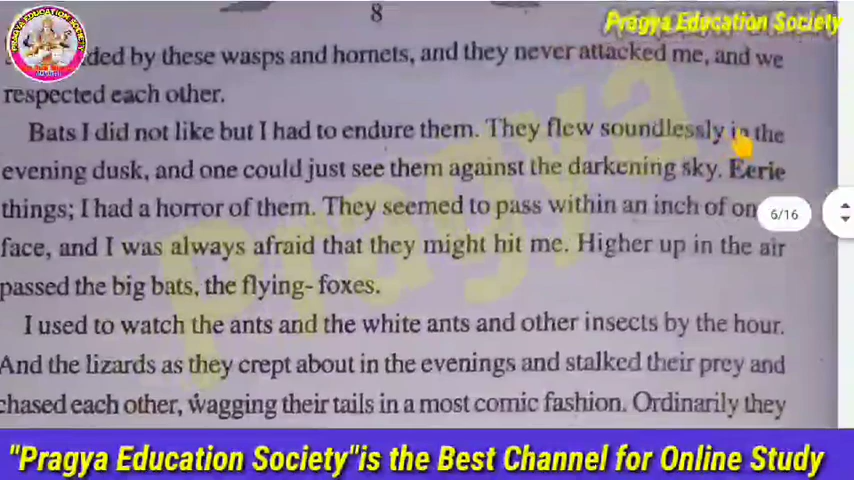 8
Pragya Education Society
ded by these wasps and hornets, and they never attacked me, and we
respected each other.
Bats I did not like but I had to endure them. They flew soundlessly in the
evening dusk, and one could just see them against the darkening sky. Eerie
things; I had a horror of them. They seemed to pass within an inch of on
6/16
face, and I was always afraid that they might hit me. Higher up in the air
passed the big bats, the flying- foxes.
I used to watch the ants and the white ants and other insects by the hour.
And the lizards as they crept about in the evenings and stalked their prey and
chased each other, wagging their tails in a most comic fashion. Ordinarily they
Pragya
"Pragya Education Society"is the Best Channel for Online Study